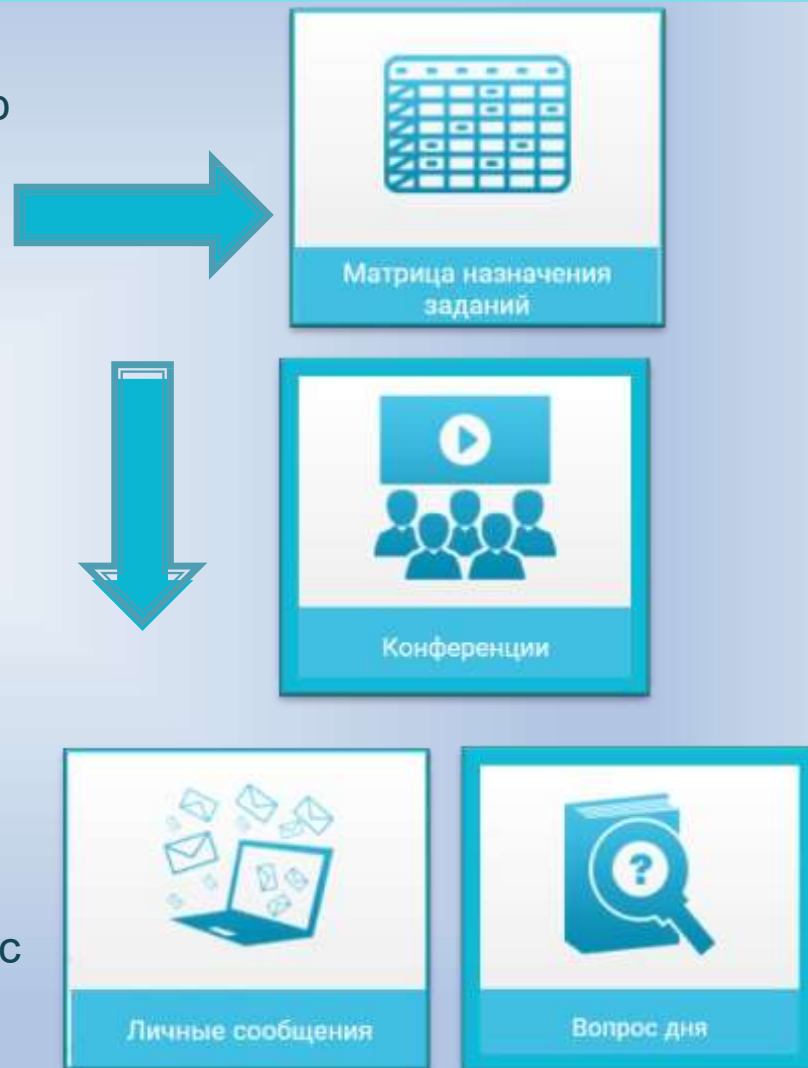 Матрица назначения
заданий
Конференции
с
Личные сообщения
Вопрос дня